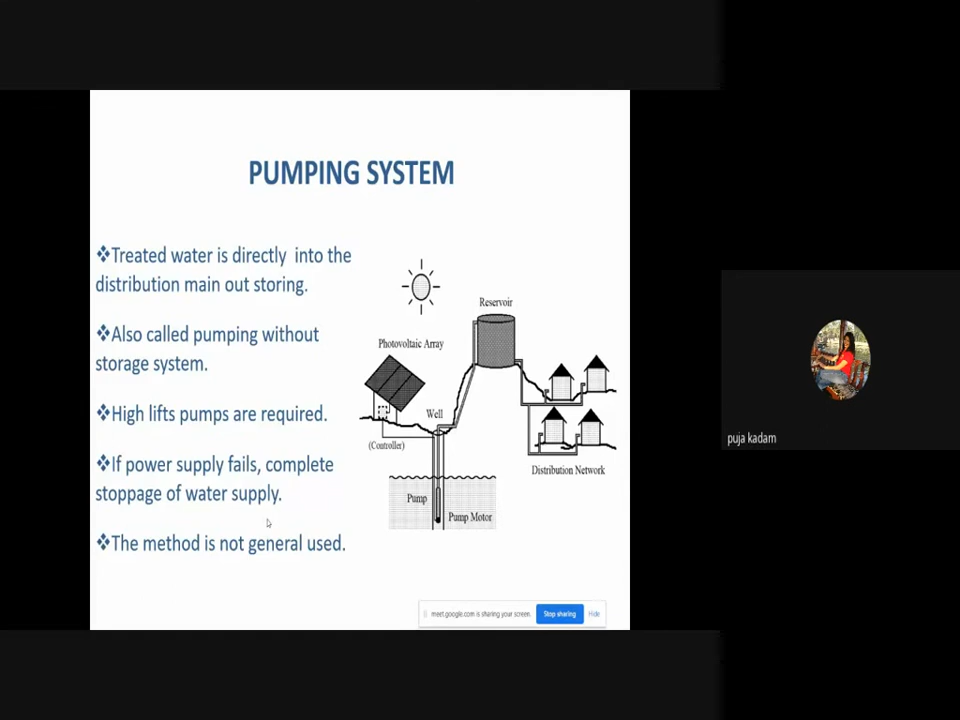 PUMPING SYSTEM
❖Treated water is directly into the
distribution main out storing.
❖Also called pumping without
storage system.
❖High lifts pumps are required.
❖If power supply fails, complete
stoppage of water supply.
❖The method is not general used.
Reservoir
Photovoltaic Array
Well
(Controller)
Distribution Network
Pump
Pump Motor
meet.google.com is sharing your screen.
Stop sharing
Hide
puja kadam